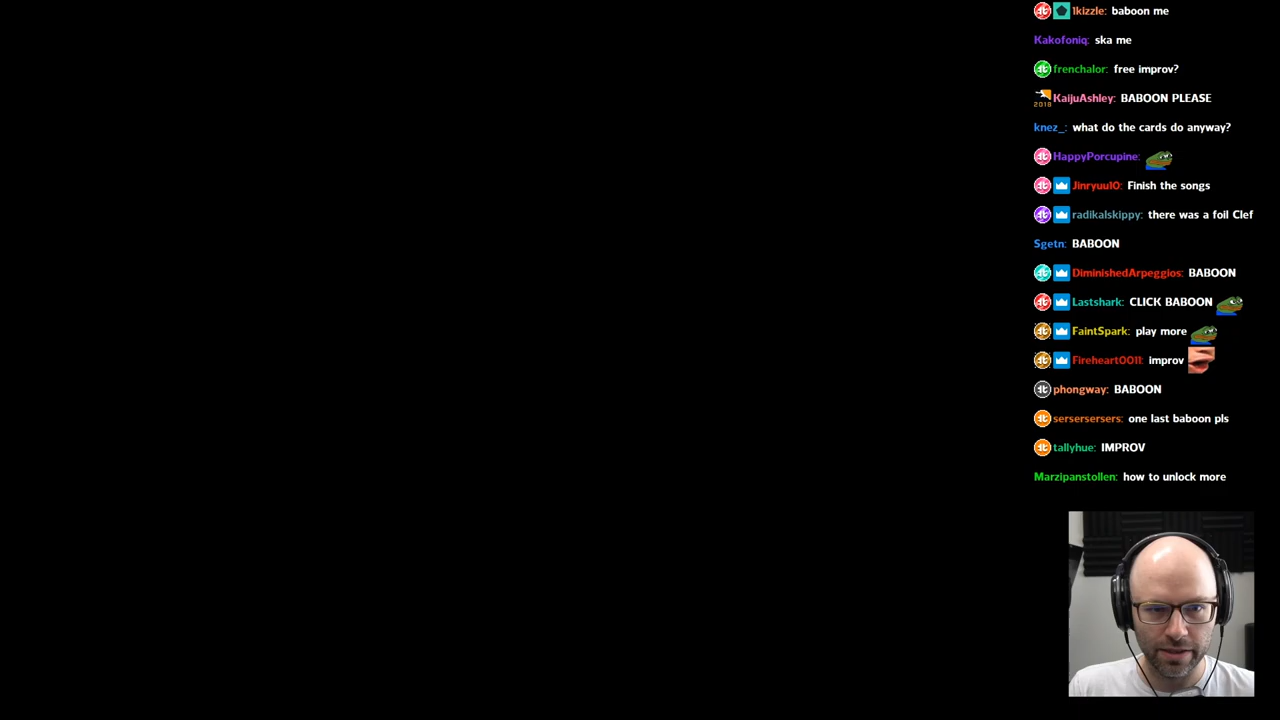 1kizzle: baboon me
Kakofoniq: ska me
frenchalor: free improv?
2018 KaijuAshley: BABOON PLEASE
knez_: what do the cards do anyway?
HappyPorcupine:
Jinryuu10: Finish the songs
radikalskippy: there was a foil Clef
Sgetn: BABOON
DiminishedArpeggios: BABOON
Lastshark: CLICK BABOON
FaintSpark: play more
Fireheart0011: improv
phongway: BABOON
sersersersers: one last baboon pls
tallyhue: IMPROV
Marzipanstollen: how to unlock more